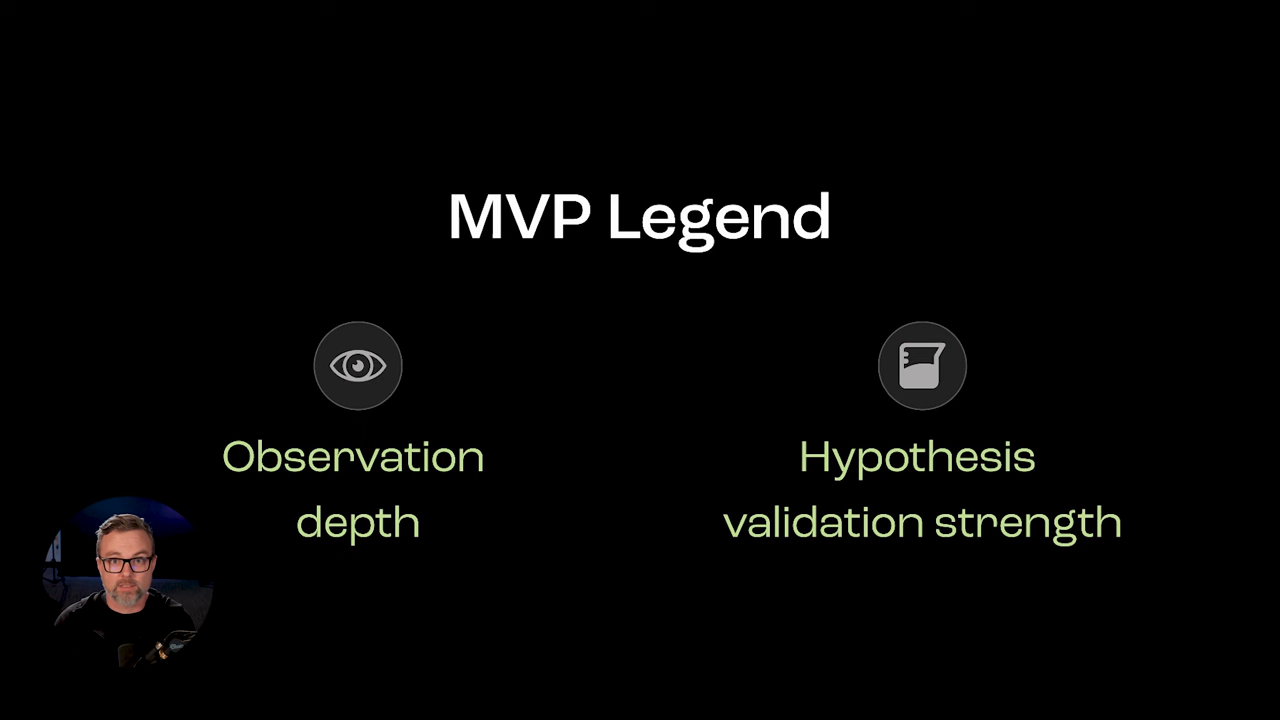 MVP Legend
Observation
depth
Hypothesis
validation strength